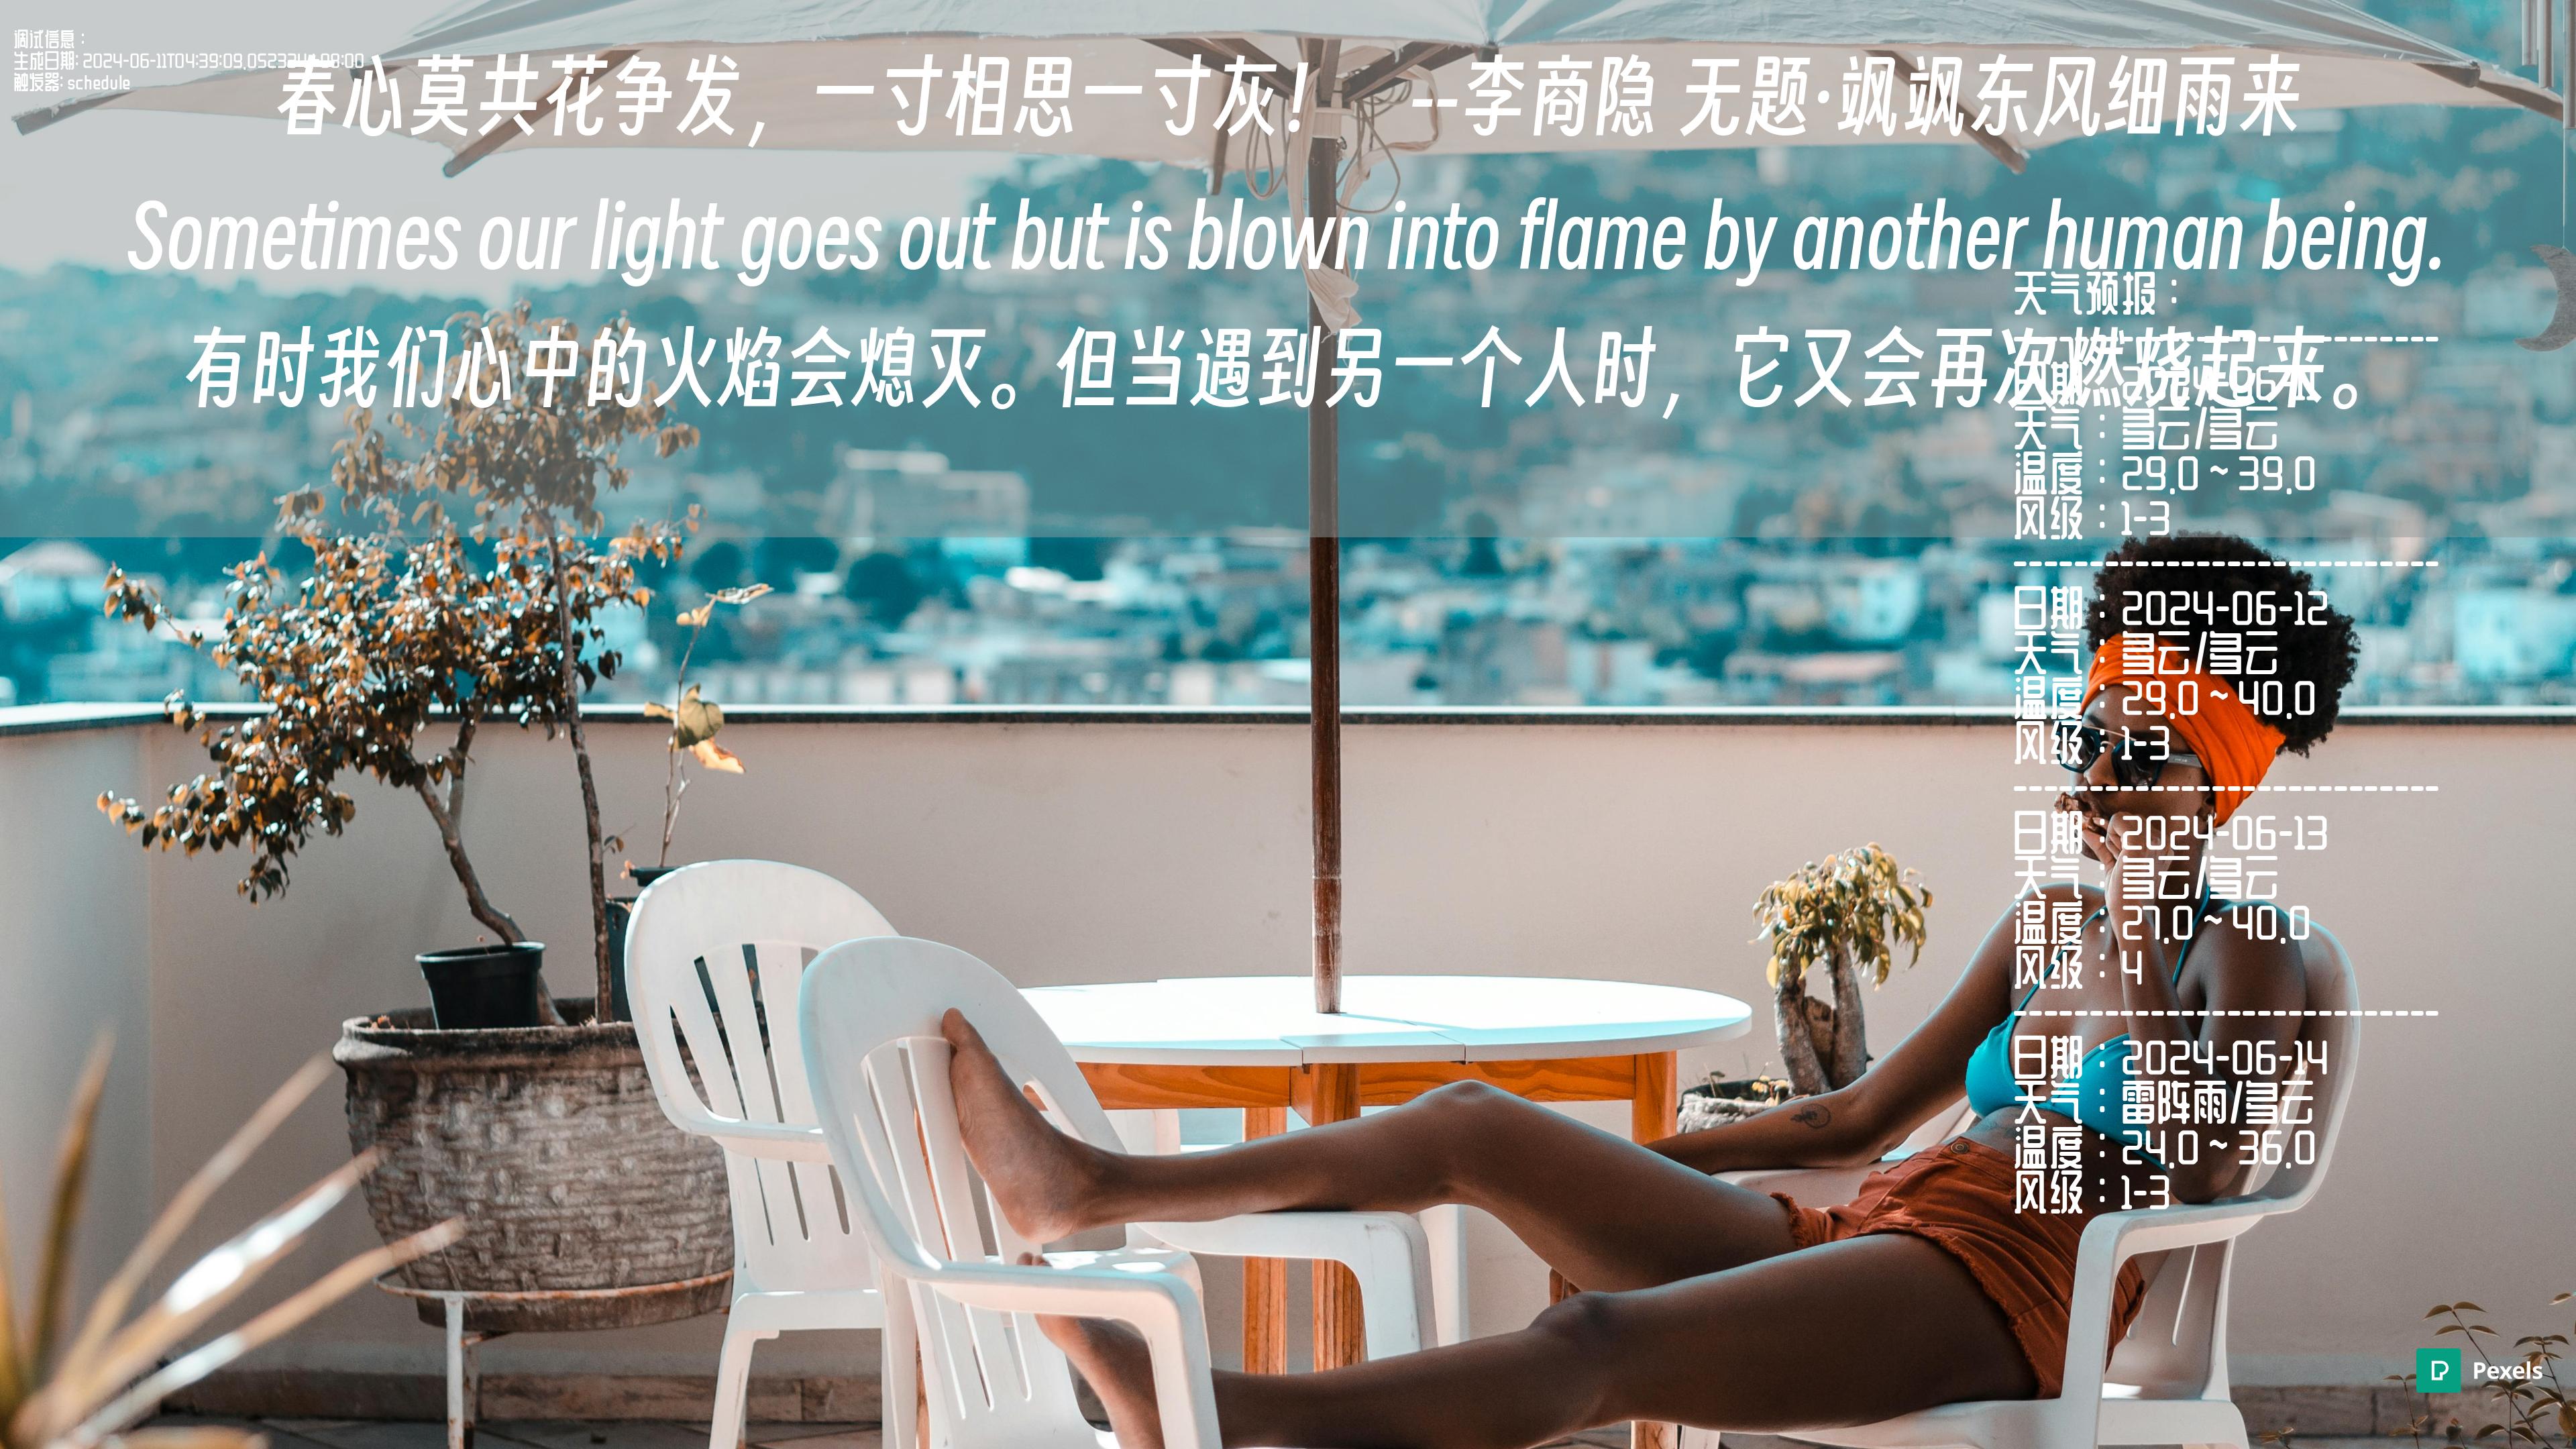 调试信息：
生成日期: 2024-06-11T04:39:09.052334+08:00
触发器: schedule
春心莫共花争发，一寸相思一寸灰！ --李商隐 无题·飒飒东风细雨来
Sometimes our light goes out but is blown into flame by another human being.
有时我们心中的火焰会熄灭。但当遇到另一个人时，它又会再次燃烧起来。
天气预报：
日期：2024-06-11
天气：多云/多云
温度：29.0 ~ 39.0
风级：1-3
日期：2024-06-12
天气：多云/多云
温度：29.0 ~ 40.0
风级：1-3
日期：2024-06-13
天气：多云/多云
温度：27.0 ~ 40.0
风级：4
日期：2024-06-14
天气：雷阵雨/多云
温度：24.0 ~ 36.0
风级：1-3
Pexels